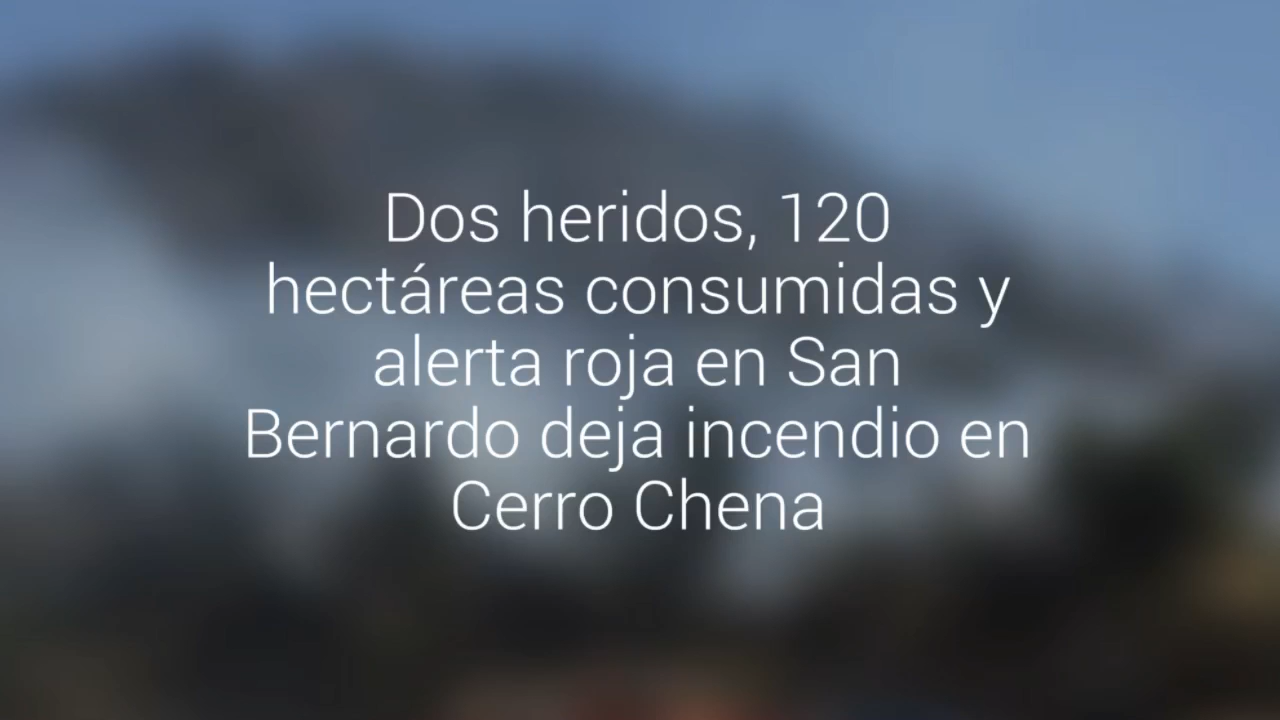 Dos heridos, 120
hectáreas consumidas y
alerta roja en San
Bernardo deja incendio en
Cerro Chena